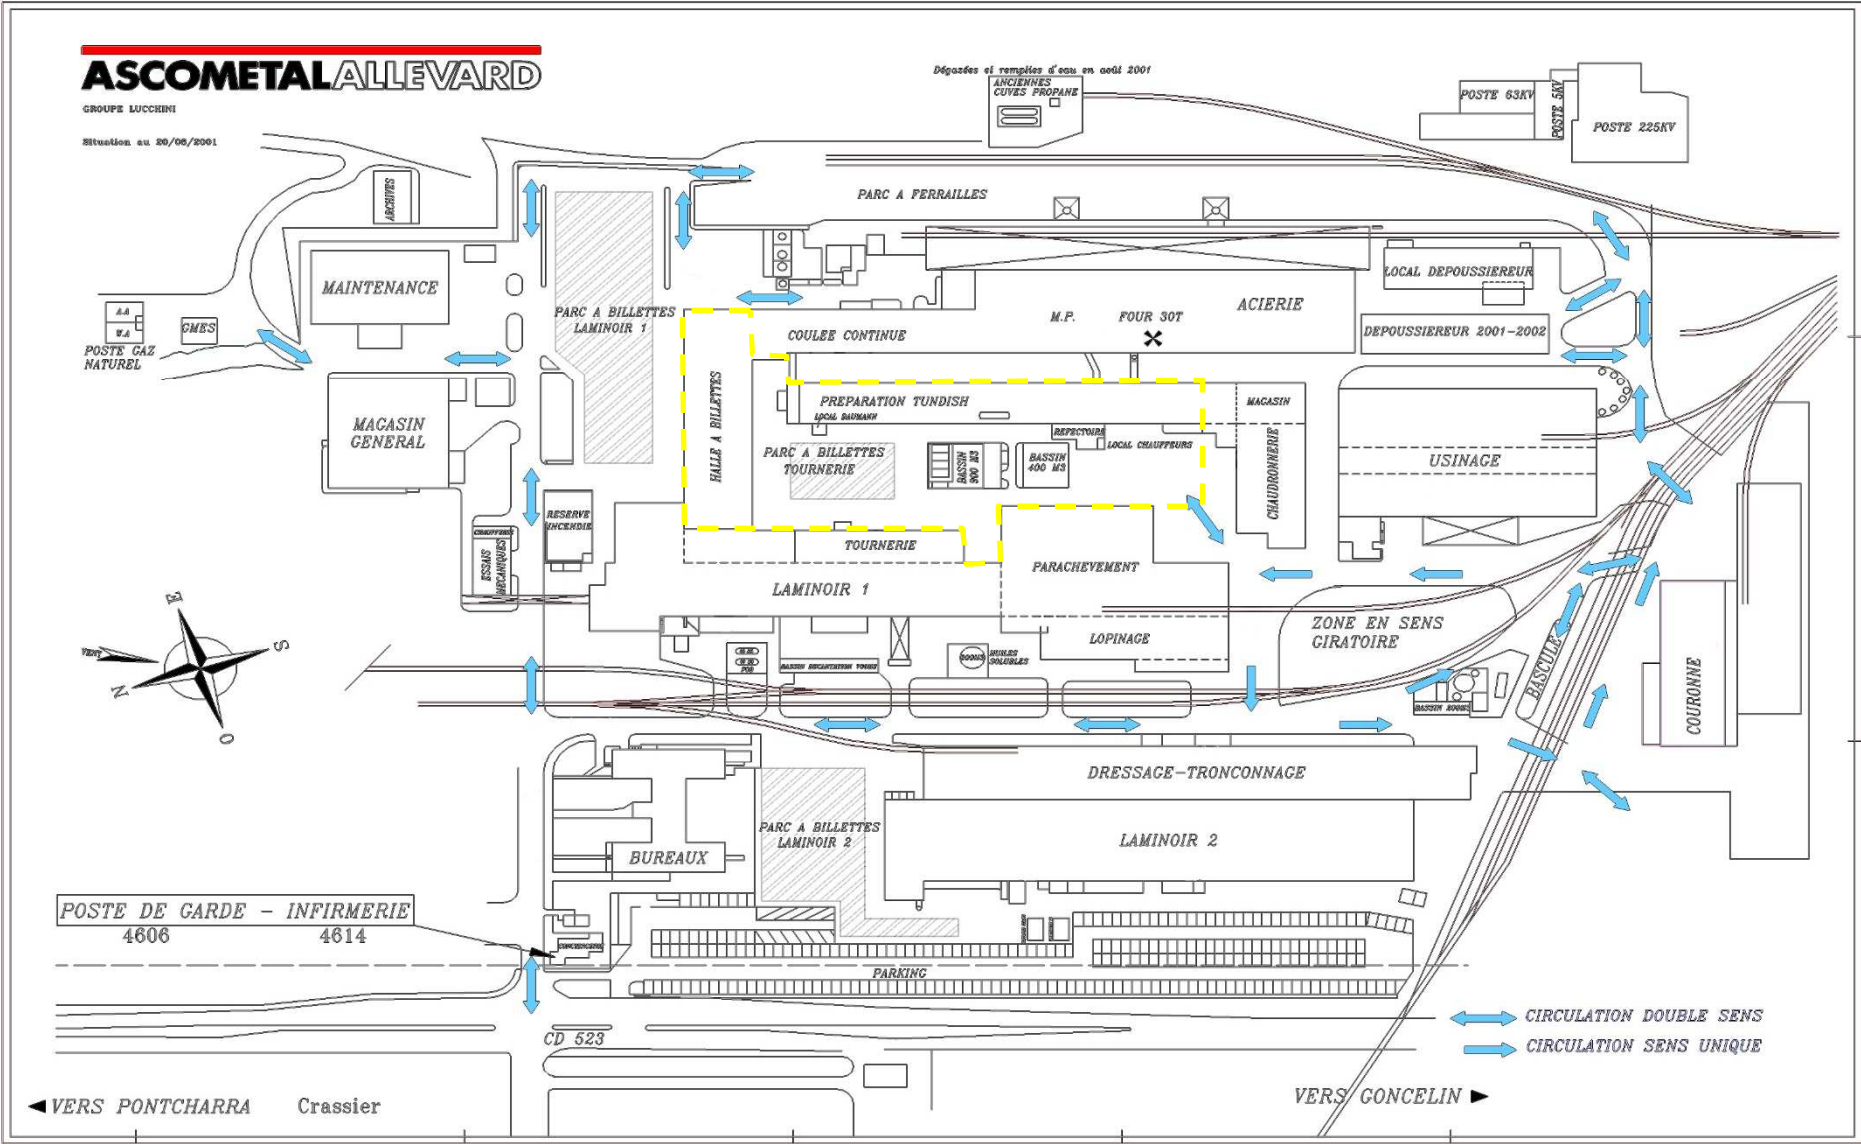 ASCOMETAL ALLEVARD
GROUPE LUCCHINI
Situation au 20/06/2001
Dégazées et remplies d'eau en août 2001
ANCIENNES
CUVES PROPANE
POSTE 63KV
POSTE 5KV
POSTE 225KV
ARCHIVES
PARC A FERRAILLES
MAINTENANCE
LOCAL DEPOUSSIEREUR
PARC A BILLETTES
LAMINOIR 1
ACIERIE
M.P.
FOUR 30T
COULEE CONTINUE
DEPOUSSIEREUR 2001-2002
GMES
POSTE GAZ
NATUREL
HALLE A BILLETTES
PREPARATION TUNDISH
LOCAL BAUMANN
MAGASIN
MAGASIN
GENERAL
REFECTOIRE
LOCAL CHAUFFEURS
PARC A BILLETTES
TOURNERIE
BASSIN
900 M3
BASSIN
400 M3
CHAUDRONNERIE
USINAGE
RESERVE
INCENDIE
CHAUFFERIE
ESSAIS
MECANIQUES
TOURNERIE
PARACHEVEMENT
LAMINOIR 1
ZONE EN SENS
GIRATOIRE
LOPINAGE
E
S
N
O
VENT
HUILES
SOLUBLES
BASCULE
COURONNE
DRESSAGE-TRONCONNAGE
PARC A BILLETTES
LAMINOIR 2
LAMINOIR 2
BUREAUX
POSTE DE GARDE - INFIRMERIE
4606 4614
PARKING
CIRCULATION DOUBLE SENS
CD 523
CIRCULATION SENS UNIQUE
VERS PONTCHARRA
Crassier
VERS GONCELIN